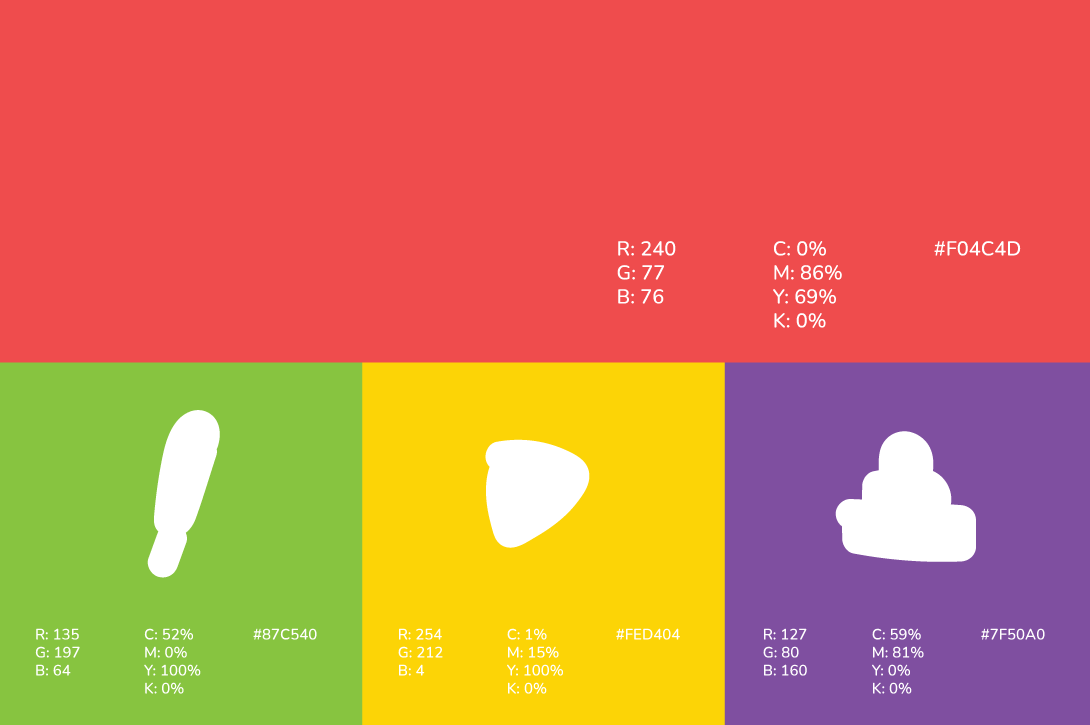 R: 240
G: 77
B: 76
C: 0%
M: 86%
Y: 69%
K: 0%
#F04C4D
R: 135
G: 197
B: 64
C: 52%
M: 0%
Y: 100%
K: 0%
#87C540
R: 254
G: 212
B: 4
C: 1%
M: 15%
Y: 100%
K: 0%
#FED404
R: 127
G: 80
B: 160
C: 59%
M: 81%
Y: 0%
K: 0%
#7F50A0